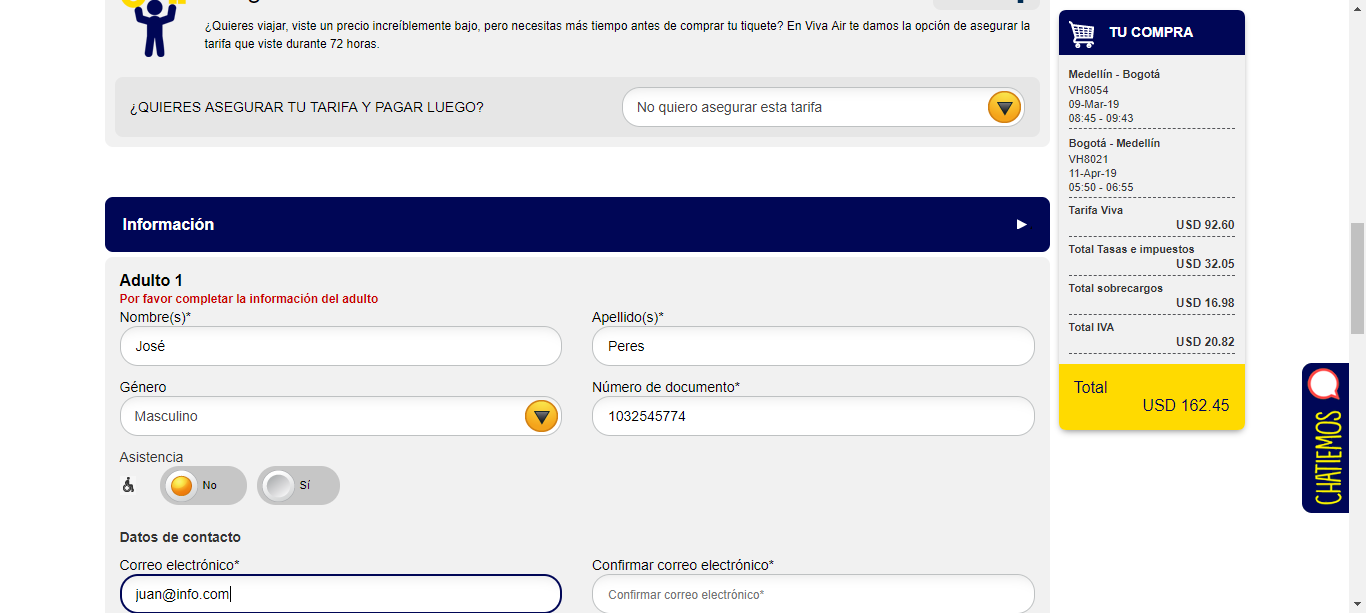 ¿Quieres viajar, viste un precio increíblemente bajo, pero necesitas más tiempo antes de comprar tu tiquete? En Viva Air te damos la opción de asegurar la
tarifa que viste durante 72 horas.
¿QUIERES ASEGURAR TU TARIFA Y PAGAR LUEGO?
No quiero asegurar esta tarifa
Información
Adulto 1
Por favor completar la información del adulto
Nombre(s)*
Apellido(s)*
José
Peres
Género
Número de documento*
Masculino
1032545774
Asistencia
No
Sí
Datos de contacto
Correo electrónico*
Confirmar correo electrónico*
juan@info.com
Confirmar correo electrónico*
TU COMPRA
Medellín - Bogotá
VH8054
09-Mar-19
08:45 - 09:43
Bogotá - Medellín
VH8021
11-Apr-19
05:50 - 06:55
Tarifa Viva
USD 92.60
Total Tasas e impuestos
USD 32.05
Total sobrecargos
USD 16.98
Total IVA
USD 20.82
Total
USD 162.45
CHATIEMOS